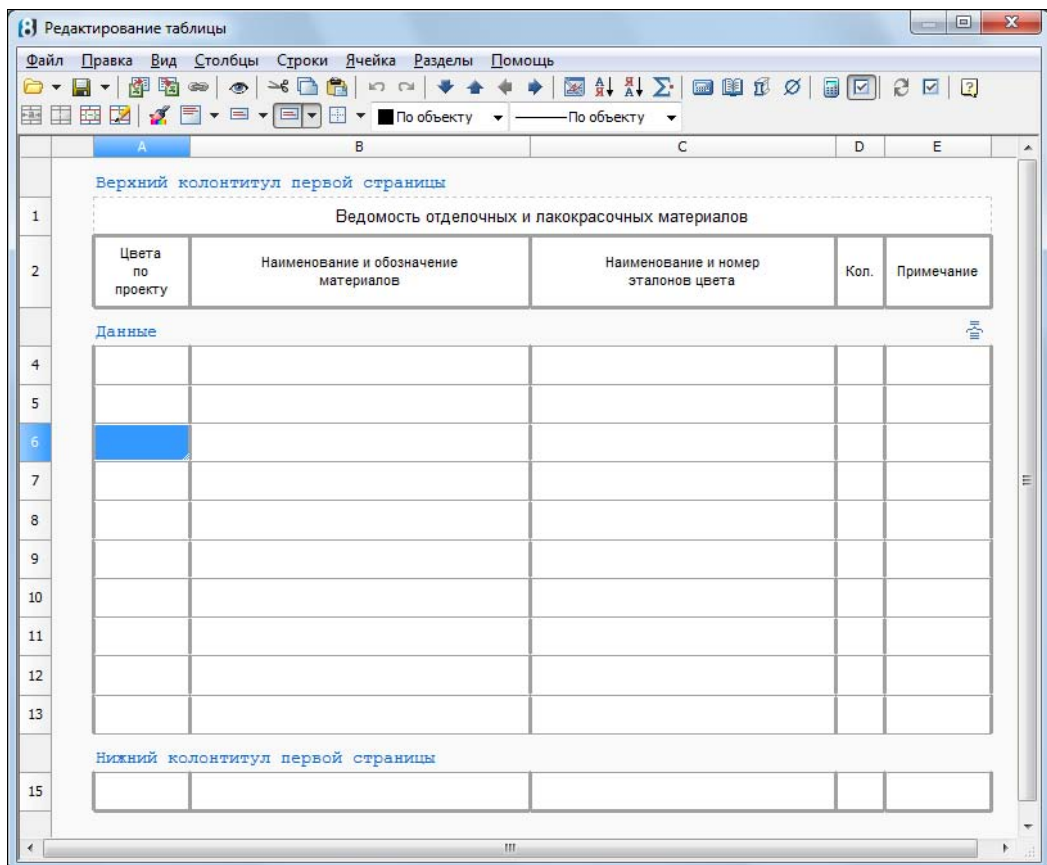 Редактирование таблицы
Файл Правка Вид Столбцы Строки Ячейка Разделы Помощь
По объекту По объекту
A B C D E
Верхний колонтитул первой страницы
1 Ведомость отделочных и лакокрасочных материалов
Цвета
по
проекту
Наименование и обозначение
материалов
Наименование и номер
эталонов цвета
2 Кол. Примечание
Данные
4
5
6
7
8
9
10
11
12
13
Нижний колонтитул первой страницы
15